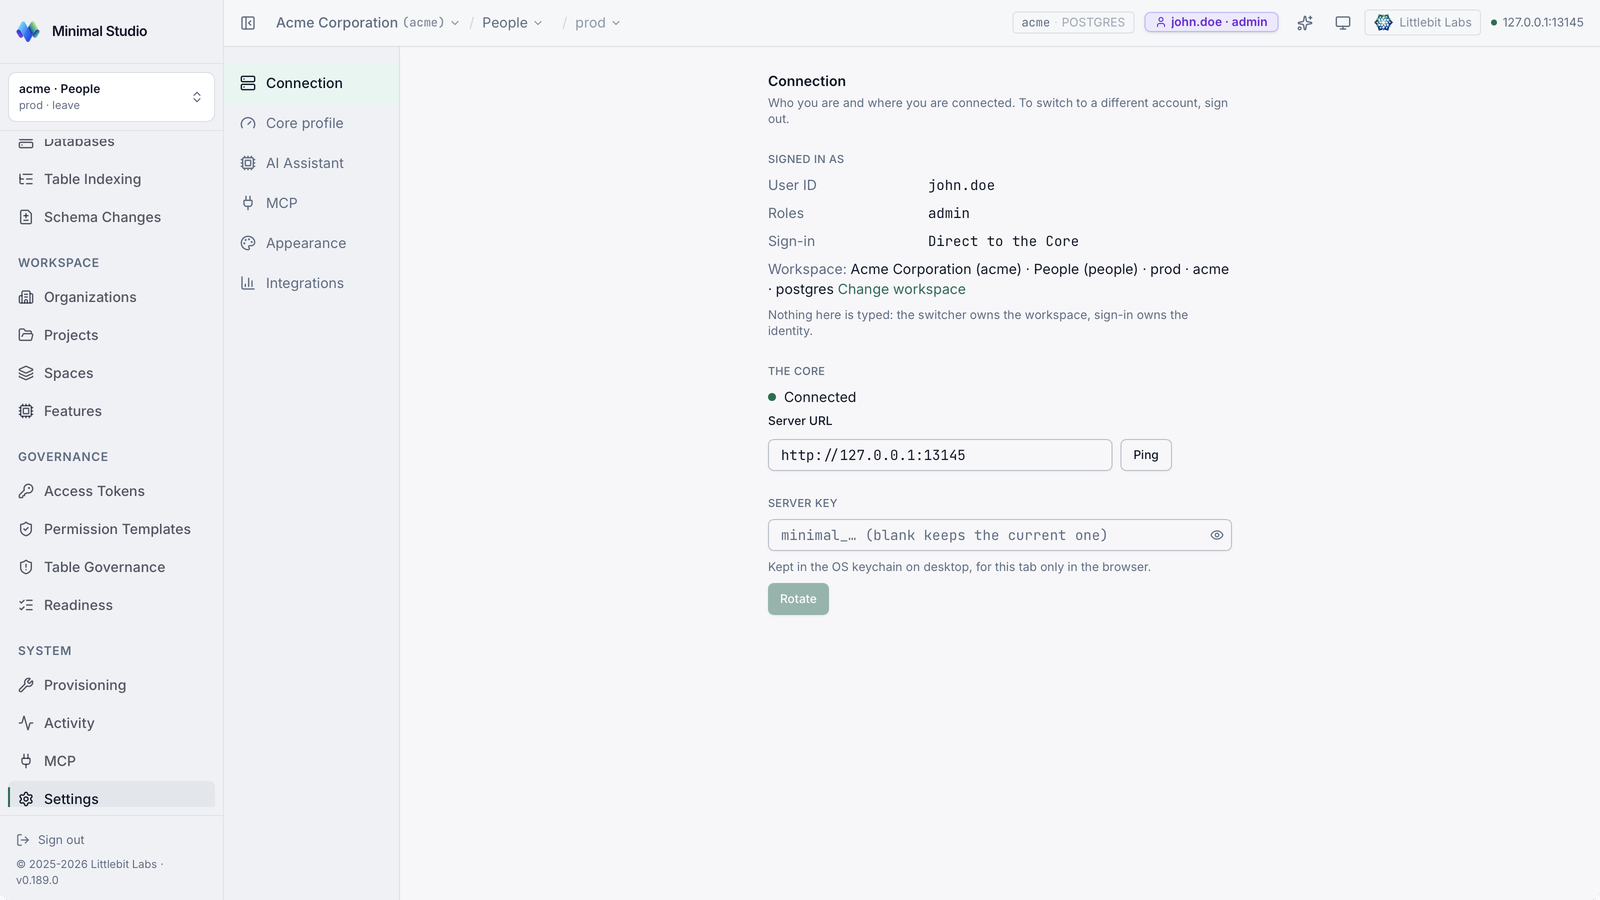 Minimal Studio
acme · People
prod · leave
Databases
Table Indexing
Schema Changes
WORKSPACE
Organizations
Projects
Spaces
Features
GOVERNANCE
Access Tokens
Permission Templates
Table Governance
Readiness
SYSTEM
Provisioning
Activity
MCP
Settings
Sign out
© 2025-2026 Littlebit Labs ·
v0.189.0
Acme Corporation (acme) / People / prod
acme · POSTGRES
john.doe · admin
Littlebit Labs
127.0.0.1:13145
Connection
Core profile
AI Assistant
MCP
Appearance
Integrations
Connection
Who you are and where you are connected. To switch to a different account, sign
out.
SIGNED IN AS
User ID john.doe
Roles admin
Sign-in Direct to the Core
Workspace: Acme Corporation (acme) · People (people) · prod · acme
· postgres Change workspace
Nothing here is typed: the switcher owns the workspace, sign-in owns the
identity.
THE CORE
Connected
Server URL
http://127.0.0.1:13145 Ping
SERVER KEY
minimal_… (blank keeps the current one)
Kept in the OS keychain on desktop, for this tab only in the browser.
Rotate